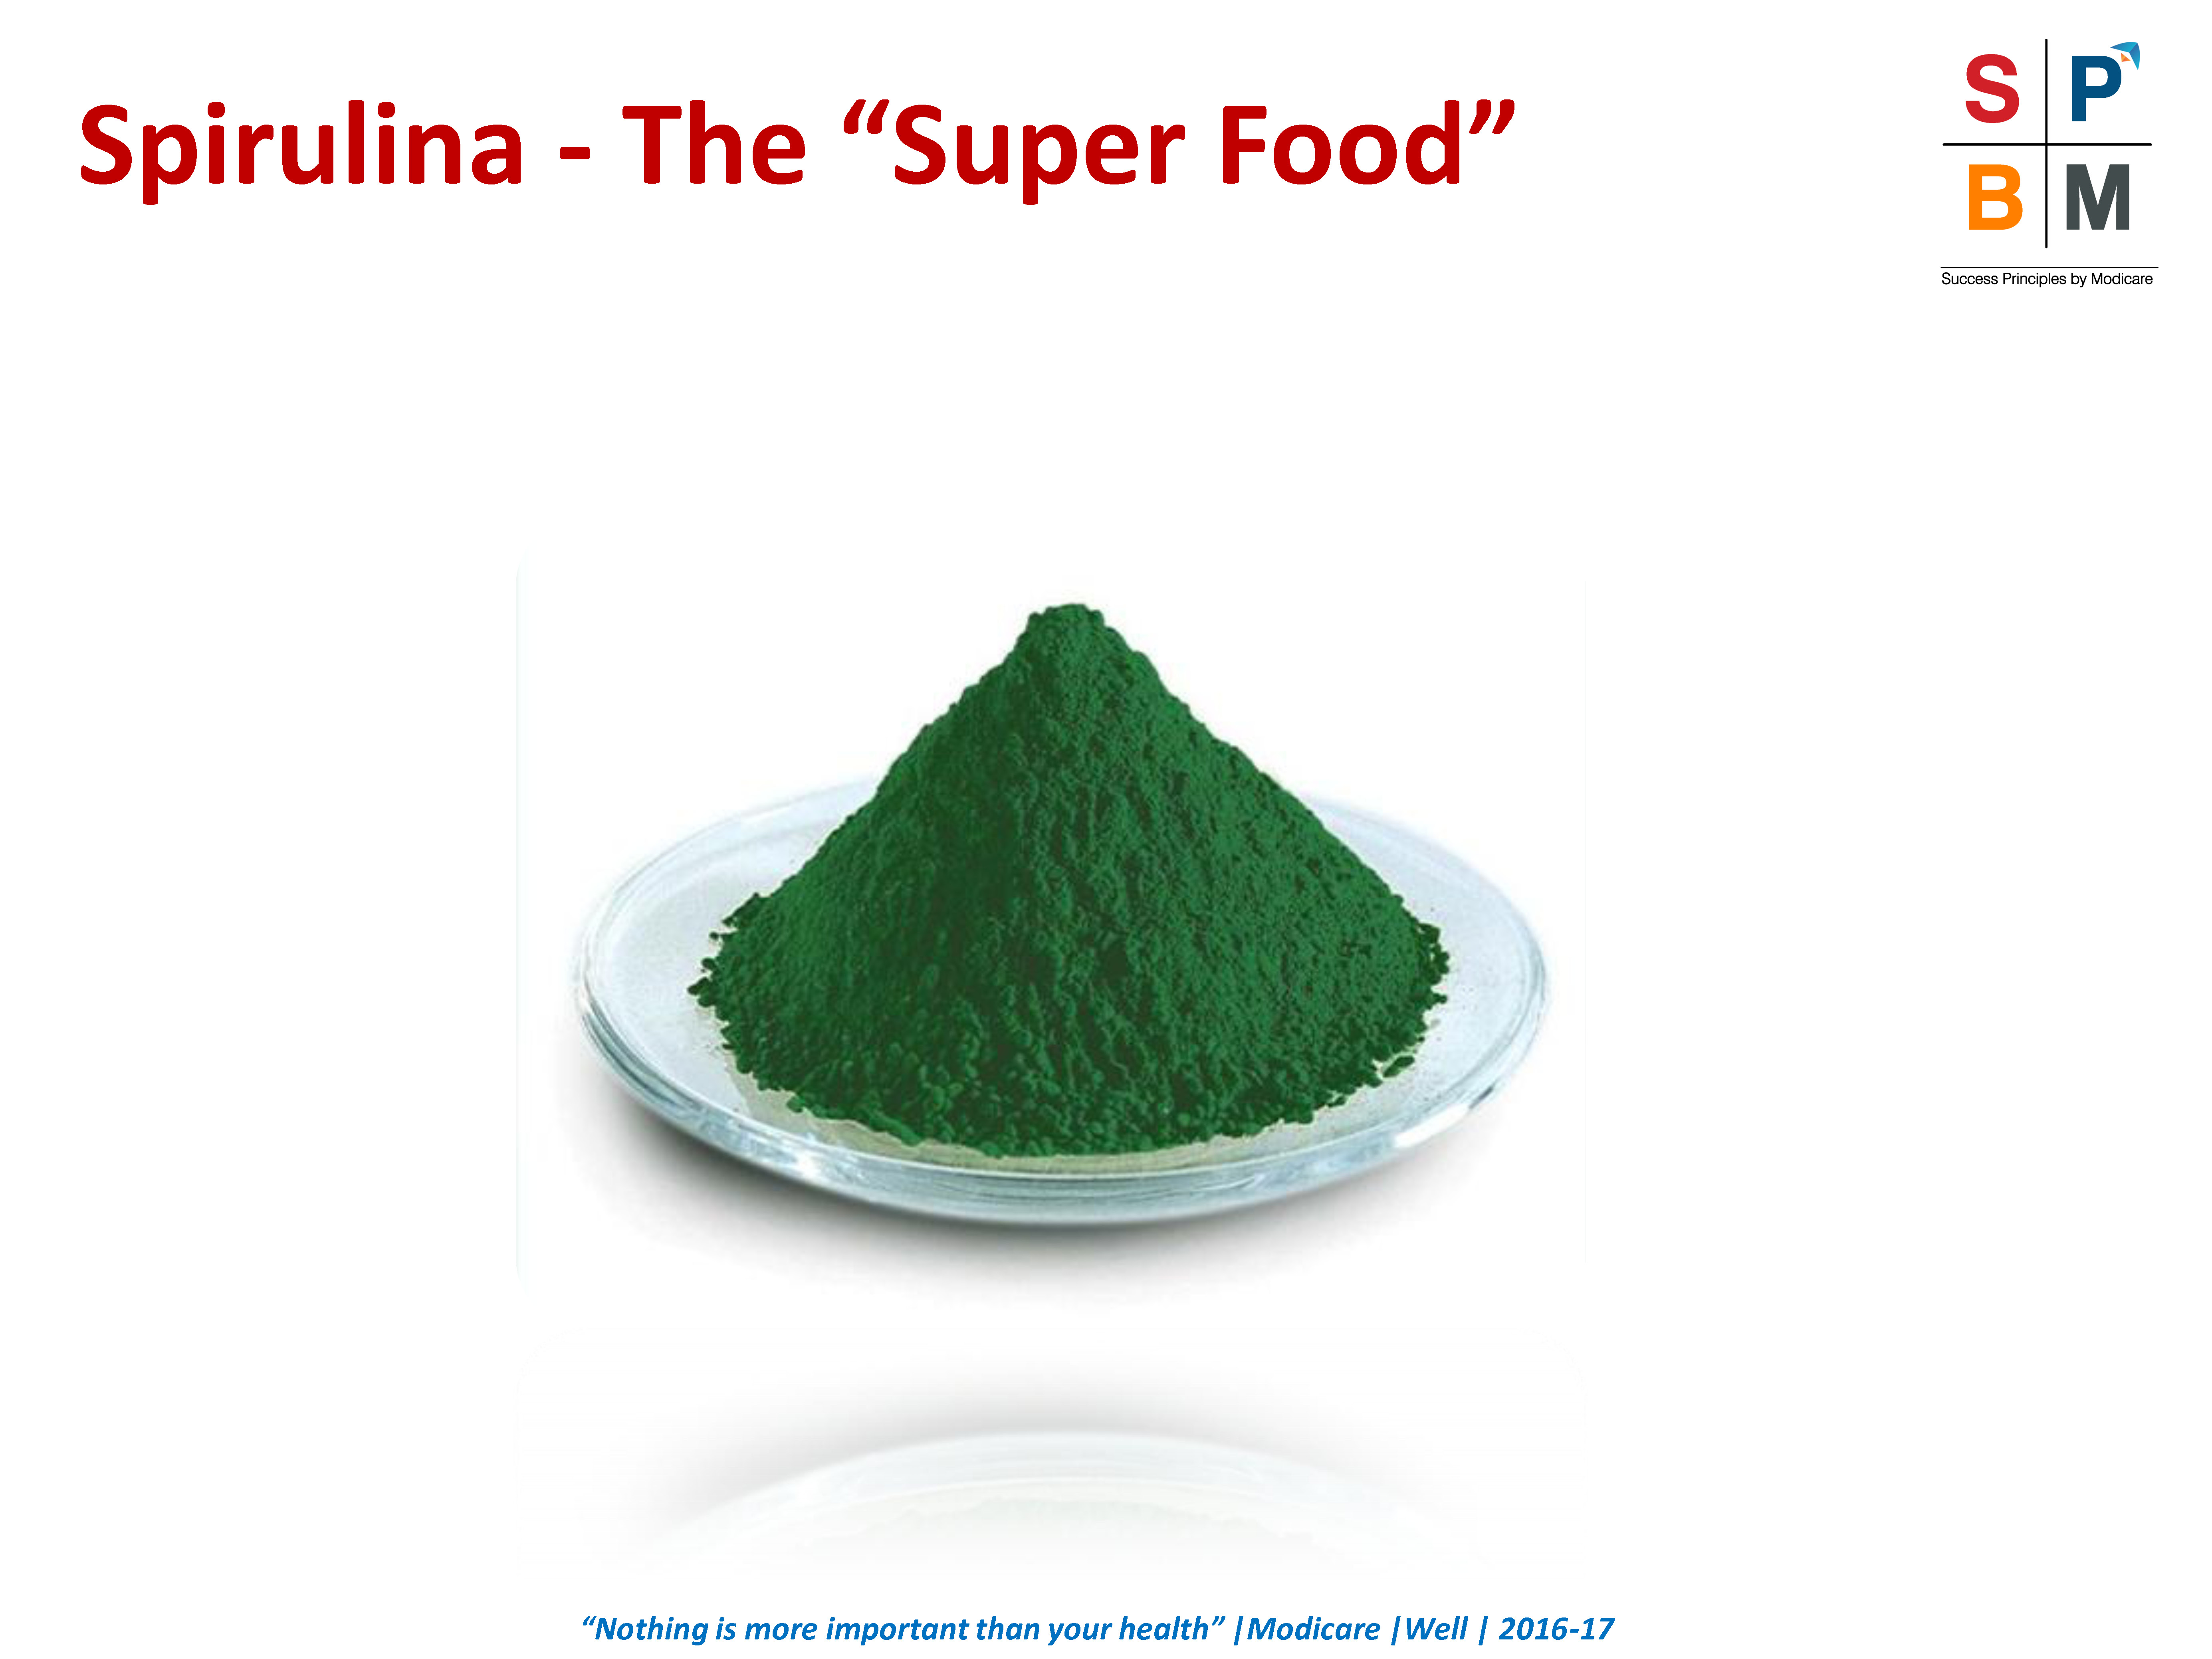 Spirulina - The “Super Food”
S P
B M
Success Principles by Modicare
“Nothing is more important than your health” |Modicare |Well | 2016-17